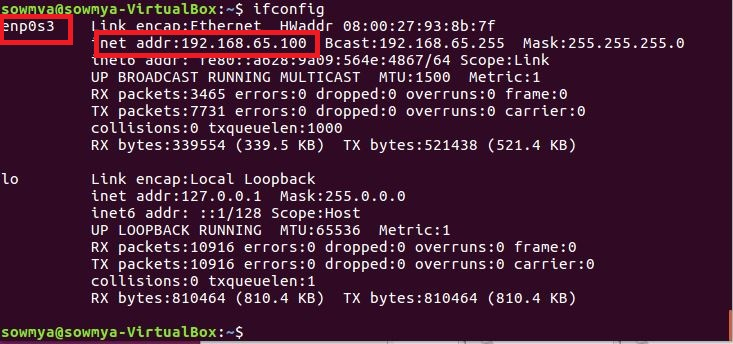 sowmya@sowmya-VirtualBox:~$ ifconfig
enp0s3 Link encap:Ethernet HWaddr 08:00:27:93:8b:7f
inet addr:192.168.65.100 Bcast:192.168.65.255 Mask:255.255.255.0
inet6 addr: fe80::a628:9a09:564e:4867/64 Scope:Link
UP BROADCAST RUNNING MULTICAST MTU:1500 Metric:1
RX packets:3465 errors:0 dropped:0 overruns:0 frame:0
TX packets:7731 errors:0 dropped:0 overruns:0 carrier:0
collisions:0 txqueuelen:1000
RX bytes:339554 (339.5 KB) TX bytes:521438 (521.4 KB)
lo Link encap:Local Loopback
inet addr:127.0.0.1 Mask:255.0.0.0
inet6 addr: ::1/128 Scope:Host
UP LOOPBACK RUNNING MTU:65536 Metric:1
RX packets:10916 errors:0 dropped:0 overruns:0 frame:0
TX packets:10916 errors:0 dropped:0 overruns:0 carrier:0
collisions:0 txqueuelen:1
RX bytes:810464 (810.4 KB) TX bytes:810464 (810.4 KB)
sowmya@sowmya-VirtualBox:~$